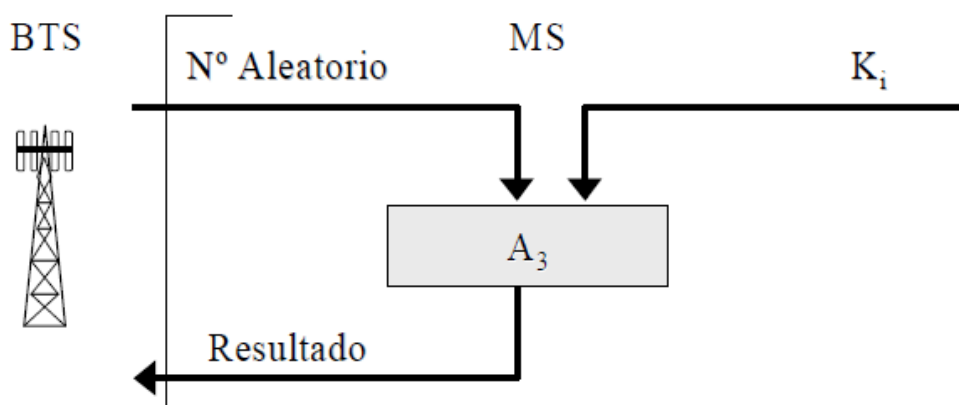 BTS
MS
Nº Aleatorio
Ki
A3
Resultado